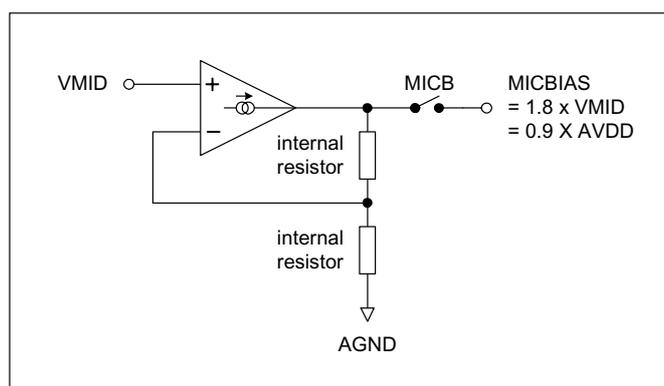 VMID
+
−
MICB
MICBIAS
= 1.8 x VMID
= 0.9 X AVDD
internal
resistor
internal
resistor
AGND